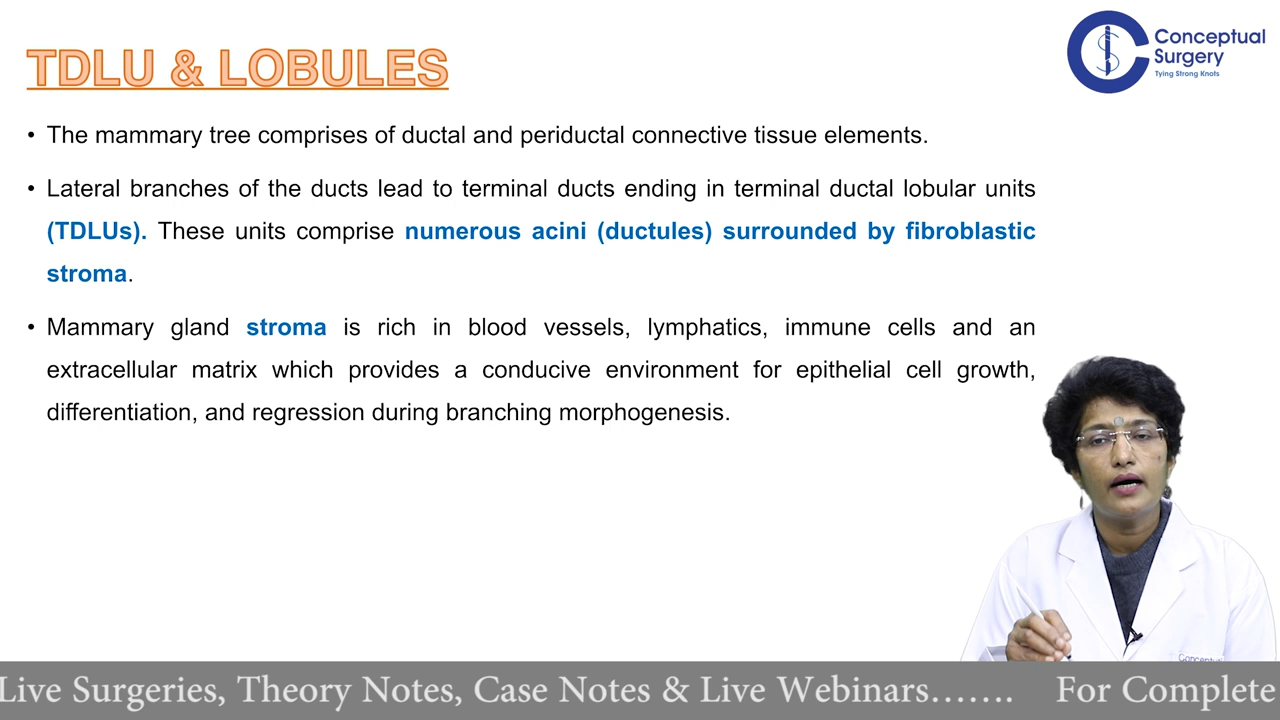 TDLU & LOBULES
Conceptual
Surgery
Tying Strong Knots
• The mammary tree comprises of ductal and periductal connective tissue elements.
• Lateral branches of the ducts lead to terminal ducts ending in terminal ductal lobular units
(TDLUs). These units comprise numerous acini (ductules) surrounded by fibroblastic
stroma.
• Mammary gland stroma is rich in blood vessels, lymphatics, immune cells and an
extracellular matrix which provides a conducive environment for epithelial cell growth,
differentiation, and regression during branching morphogenesis.
Conceptual
Live Surgeries, Theory Notes, Case Notes & Live Webinars……. For Complete